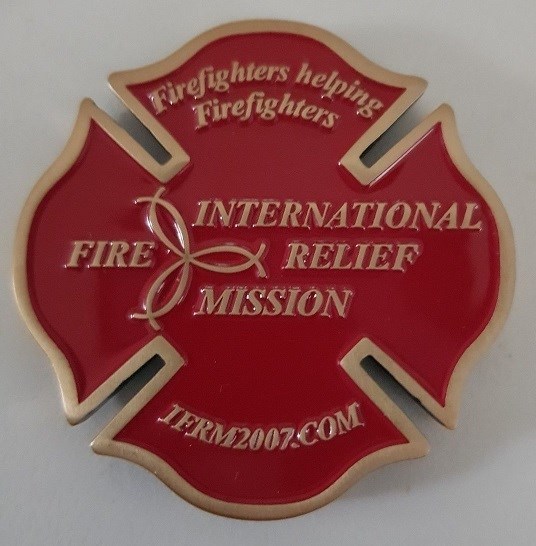 Firefighters helping
Firefighters
INTERNATIONAL
FIRE RELIEF
MISSION
IFRM2007.COM